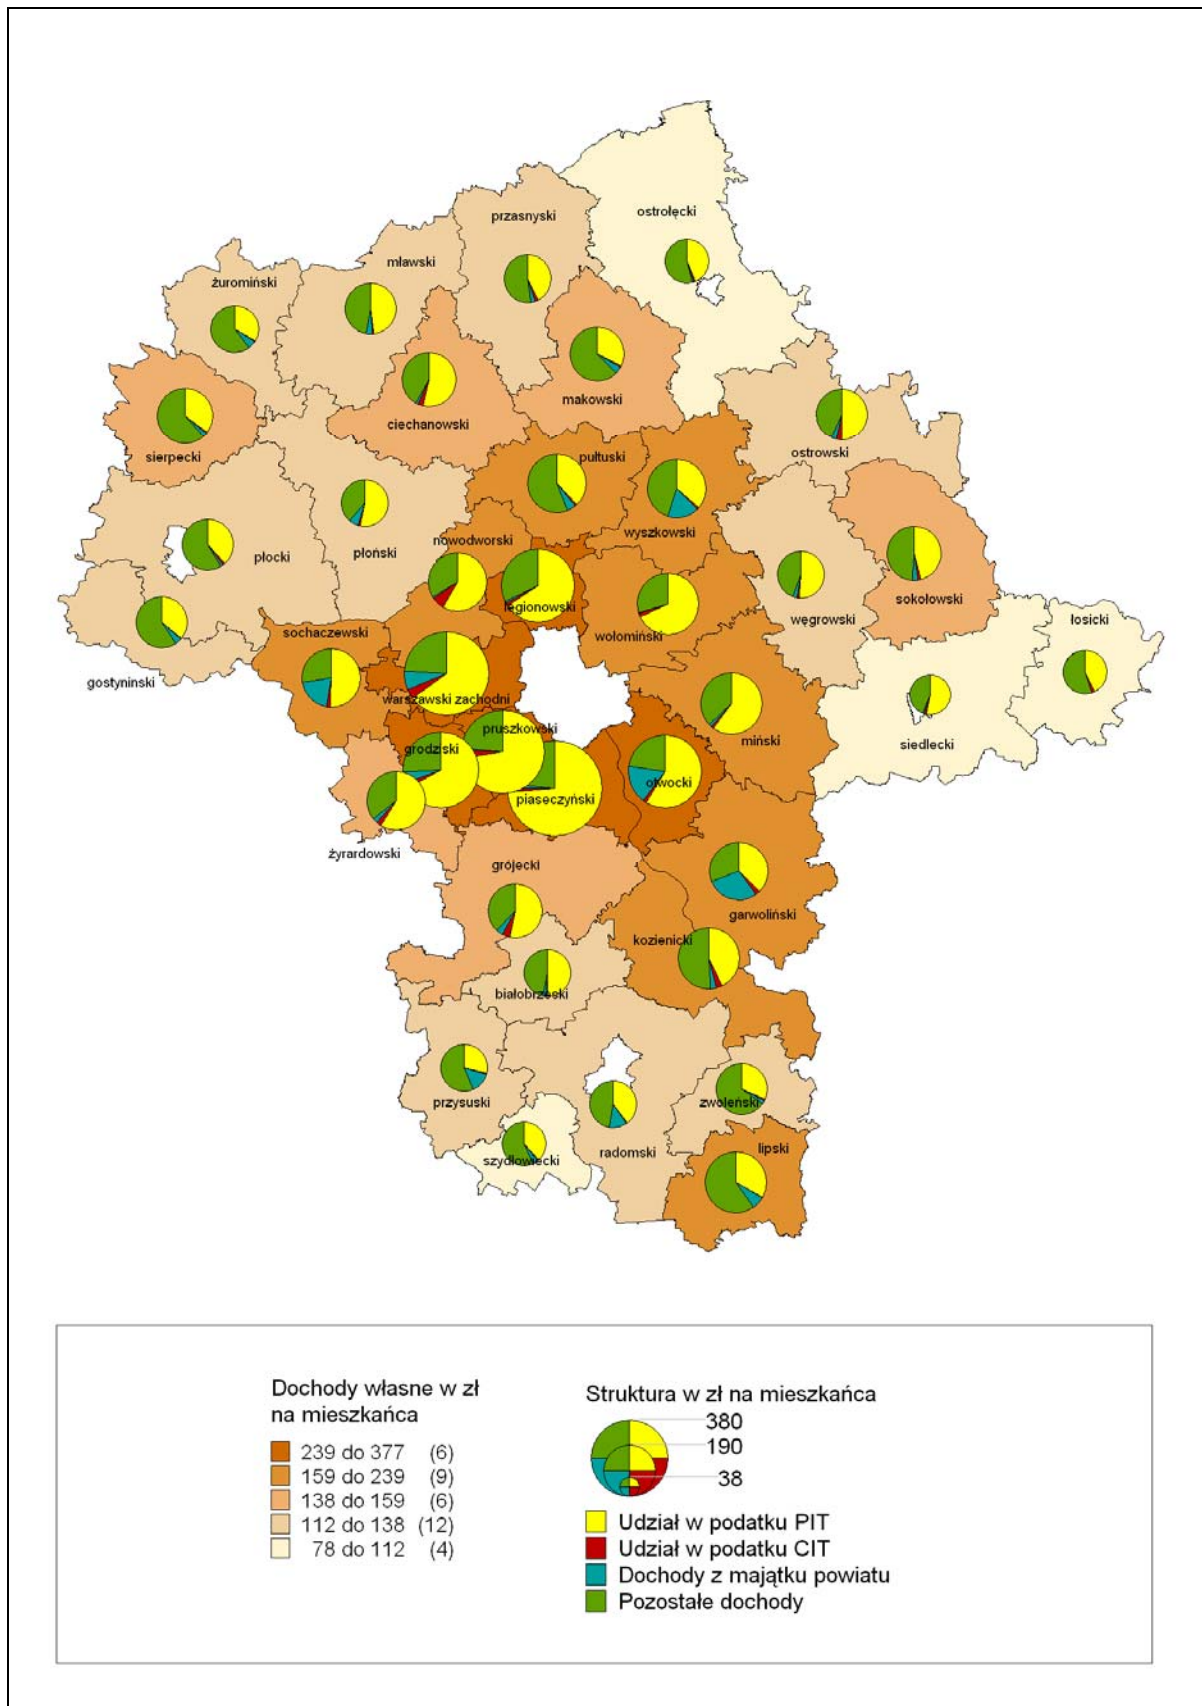 ostrołęcki
przasnyski
mławski
żuromiński
makowski
ciechanowski
sierpecki
ostrowski
pułtuski
wyszkowski
nowodworski
płoński
płocki
legionowski
wołomiński
węgrowski
sokołowski
łosicki
sochaczewski
gostyninski
warszawski zachodni
pruszkowski
grodziski
miński
siedlecki
otwocki
piaseczyński
żyrardowski
grójecki
garwoliński
kozienicki
białobrzeski
przysuski
zwoleński
szydłowiecki
radomski
lipski
Dochody własne w zł
na mieszkańca
239 do 377 (6)
159 do 239 (9)
138 do 159 (6)
112 do 138 (12)
78 do 112 (4)
Struktura w zł na mieszkańca
380
190
38
Udział w podatku PIT
Udział w podatku CIT
Dochody z majątku powiatu
Pozostałe dochody